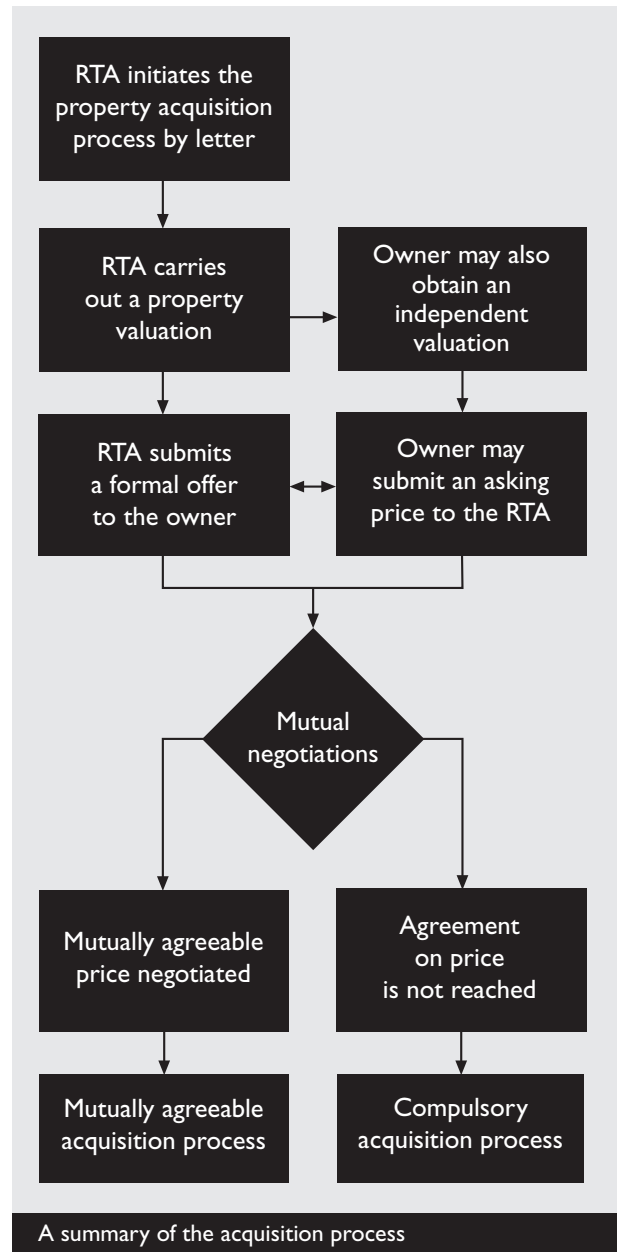 RTA initiates the
property acquisition
process by letter
RTA carries
out a property
valuation
Owner may also
obtain an
independent
valuation
RTA submits
a formal offer
to the owner
Owner may
submit an asking
price to the RTA
Mutual
negotiations
Mutually agreeable
price negotiated
Agreement
on price
is not reached
Mutually agreeable
acquisition process
Compulsory
acquisition process
A summary of the acquisition process